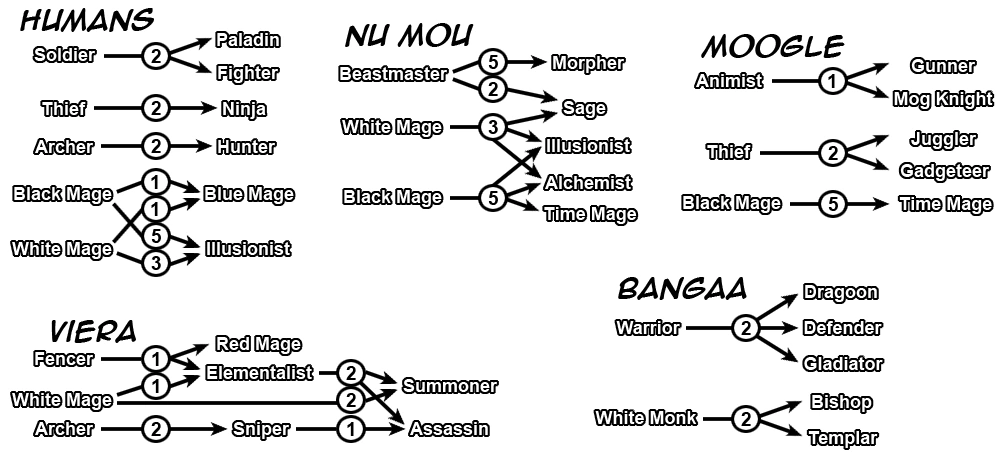 HUMANS
Soldier 2 Paladin
Fighter
Thief 2 Ninja
Archer 2 Hunter
Black Mage 1 Blue Mage
1
5
White Mage 3 Illusionist
NU MOU
Beastmaster 5 Morpher
2 Sage
White Mage 3
Illusionist
Alchemist
Black Mage 5
Time Mage
MOOGLE
Animist 1 Gunner
Mog Knight
Thief 2 Juggler
Gadgeteer
Black Mage 5 Time Mage
VIERA
Fencer 1 Red Mage
Elementalist 2
White Mage 1
2 Summoner
Archer 2 Sniper 1 Assassin
BANGAA
Dragoon
Warrior 2 Defender
Gladiator
White Monk 2 Bishop
Templar